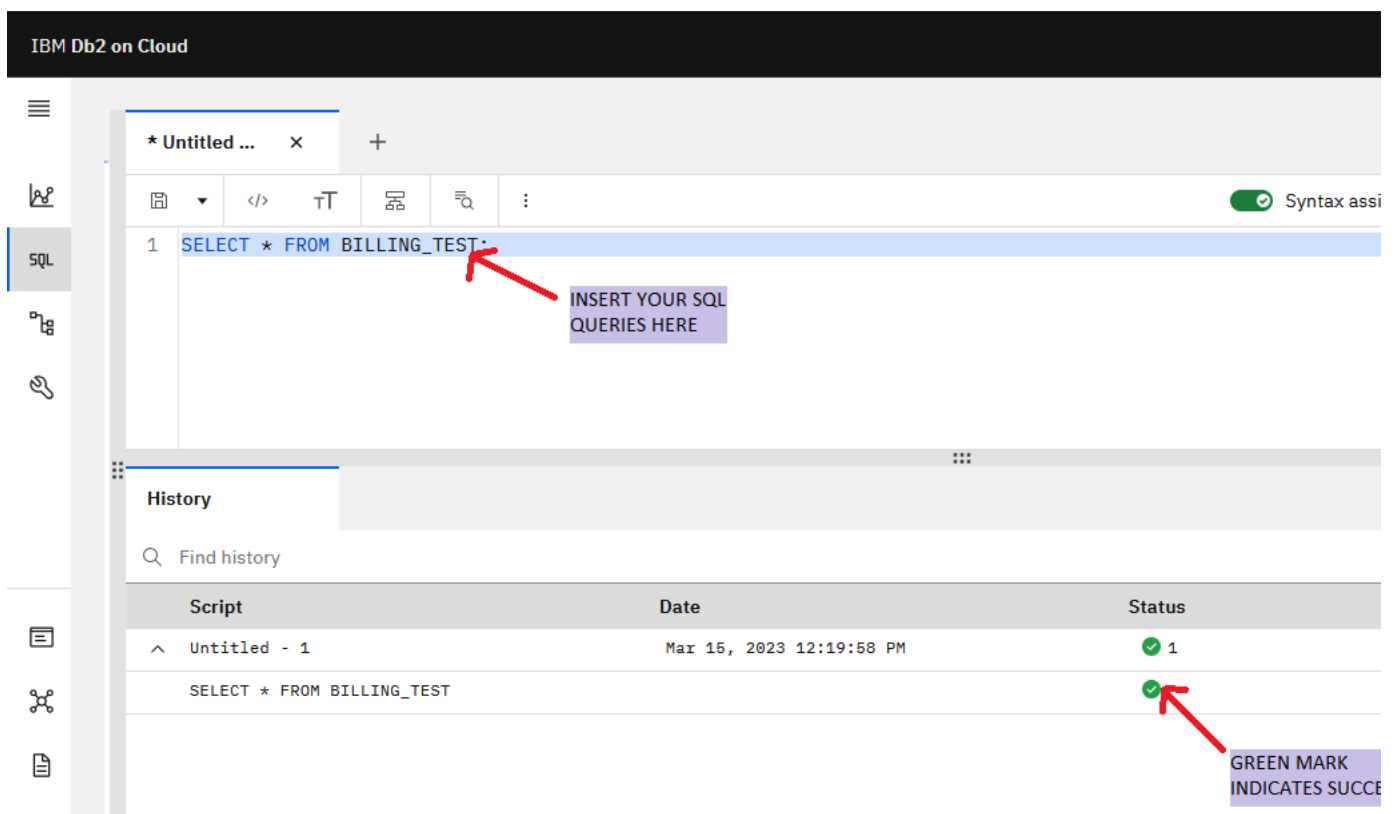 IBM Db2 on Cloud
* Untitled ...
Syntax assi
SQL
1 SELECT * FROM BILLING_TEST;
INSERT YOUR SQL
QUERIES HERE
History
Find history
Script Date Status
Untitled - 1 Mar 15, 2023 12:19:58 PM 1
SELECT * FROM BILLING_TEST
GREEN MARK
INDICATES SUCCE